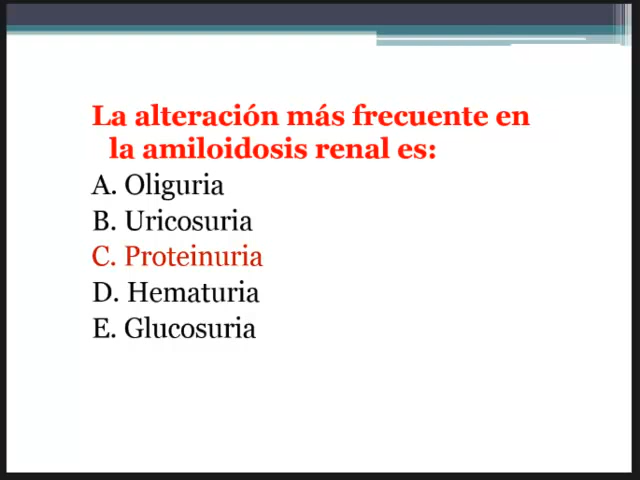 La alteración más frecuente en
la amiloidosis renal es:
A. Oliguria
B. Uricosuria
C. Proteinuria
D. Hematuria
E. Glucosuria